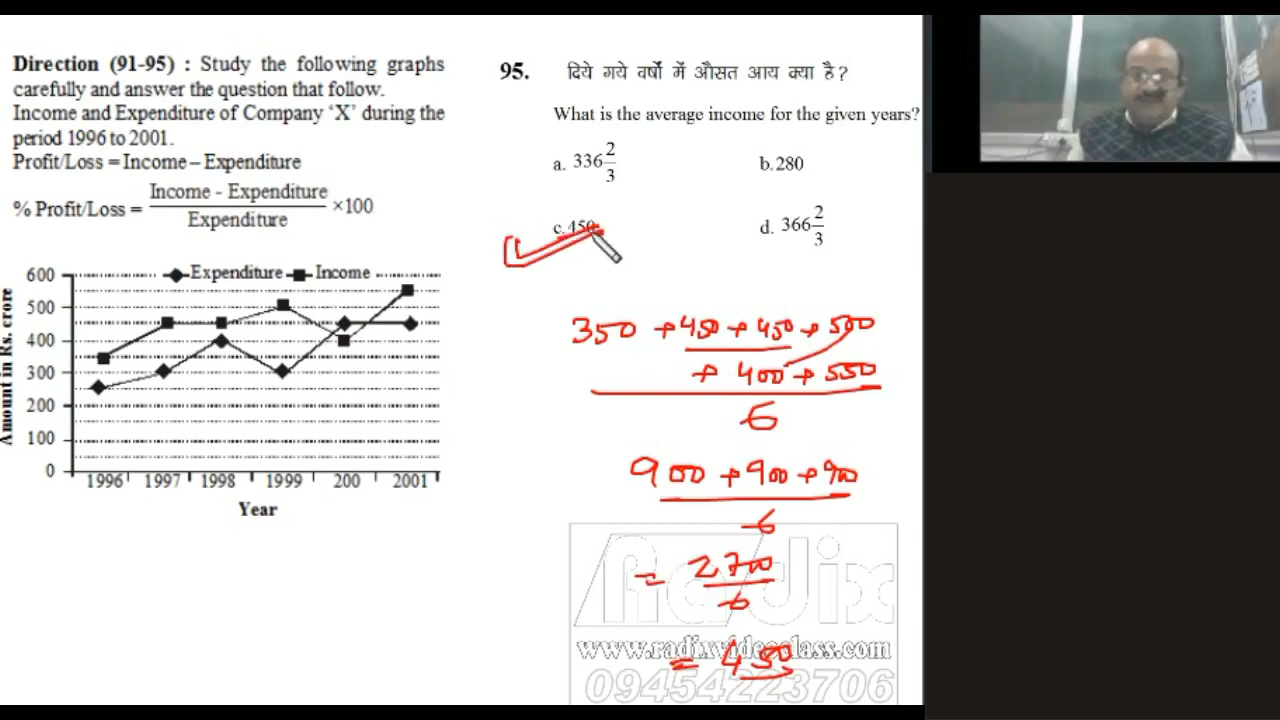 Direction (91-95) : Study the following graphs
carefully and answer the question that follow.
Income and Expenditure of Company ‘X’ during the
period 1996 to 2001.
Profit/Loss = Income – Expenditure
% Profit/Loss = Income - Expenditure / Expenditure ×100
Expenditure Income
Amount in Rs. crore
600
500
400
300
200
100
0
1996 1997 1998 1999 200 2001
Year
95. दिये गये वर्षों में औसत आय क्या है?
What is the average income for the given years?
a. 336 2/3 b. 280
c. 450 d. 366 2/3
350 + 450 + 450 + 500
+ 400 + 550
6
900 + 900 + 900
6
= 2700
6
= 450
Radix
www.radixvideoclass.com
09454223706